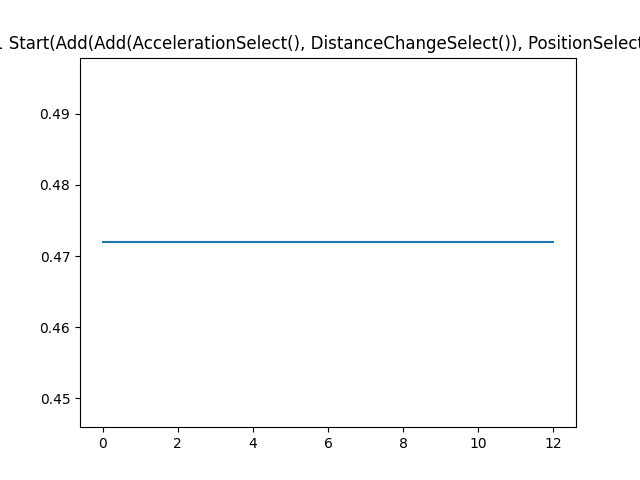 . Start(Add(Add(AccelerationSelect(), DistanceChangeSelect()), PositionSelect
0.49
0.48
0.47
0.46
0.45
0 2 4 6 8 10 12